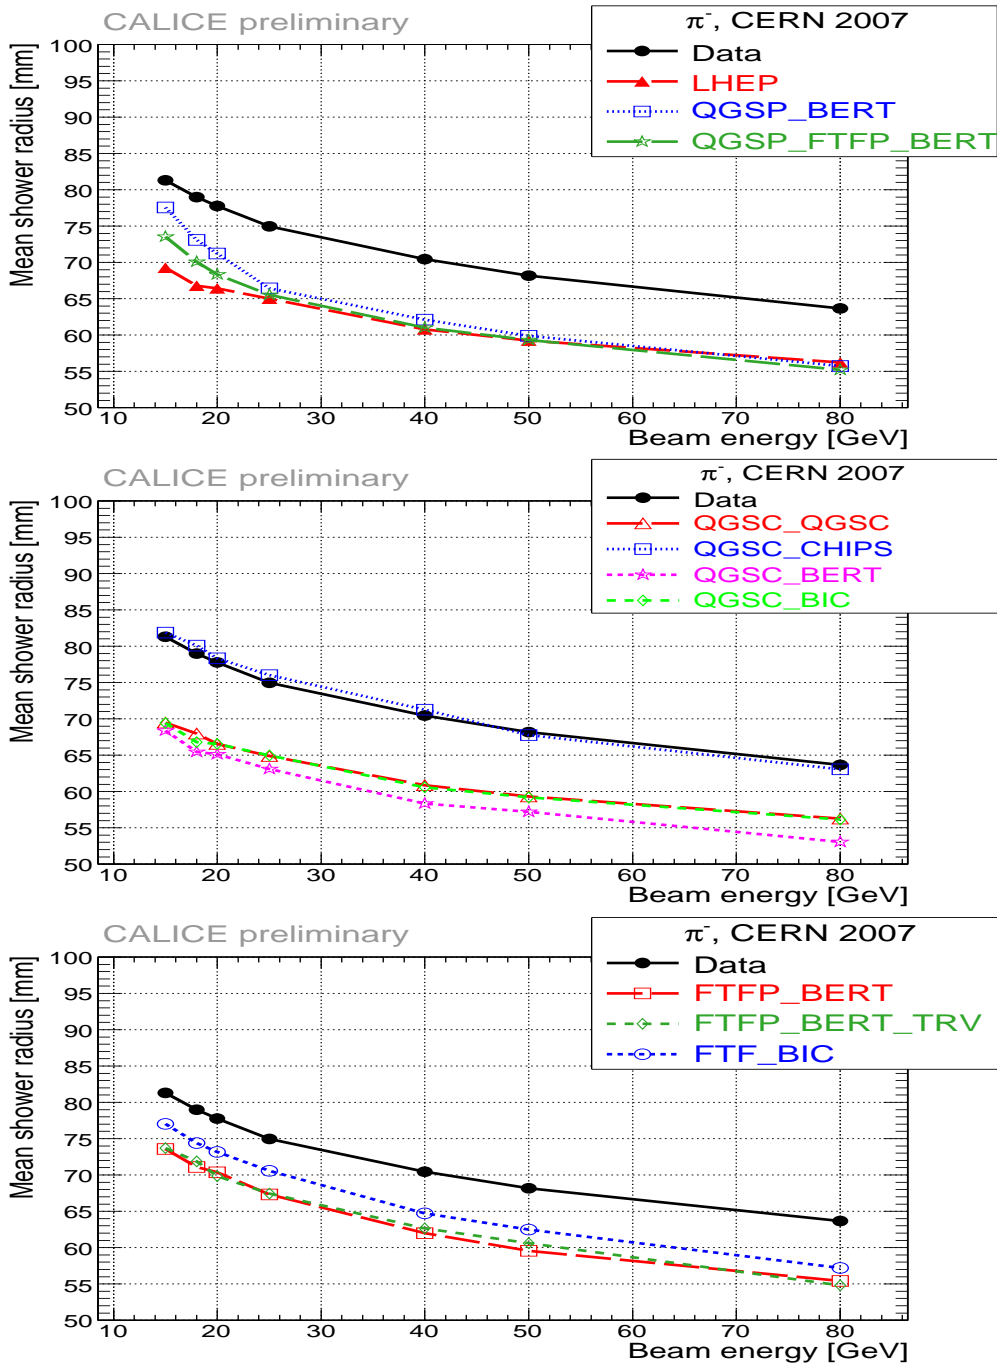 CALICE preliminary
π⁻, CERN 2007
Data
LHEP
QGSP_BERT
QGSP_FTFP_BERT
Mean shower radius [mm]
100
95
90
85
80
75
70
65
60
55
50
10 20 30 40 50 60 70 80
Beam energy [GeV]
CALICE preliminary
π⁻, CERN 2007
Data
QGSC_QGSC
QGSC_CHIPS
QGSC_BERT
QGSC_BIC
Mean shower radius [mm]
100
95
90
85
80
75
70
65
60
55
50
10 20 30 40 50 60 70 80
Beam energy [GeV]
CALICE preliminary
π⁻, CERN 2007
Data
FTFP_BERT
FTFP_BERT_TRV
FTF_BIC
Mean shower radius [mm]
100
95
90
85
80
75
70
65
60
55
50
10 20 30 40 50 60 70 80
Beam energy [GeV]